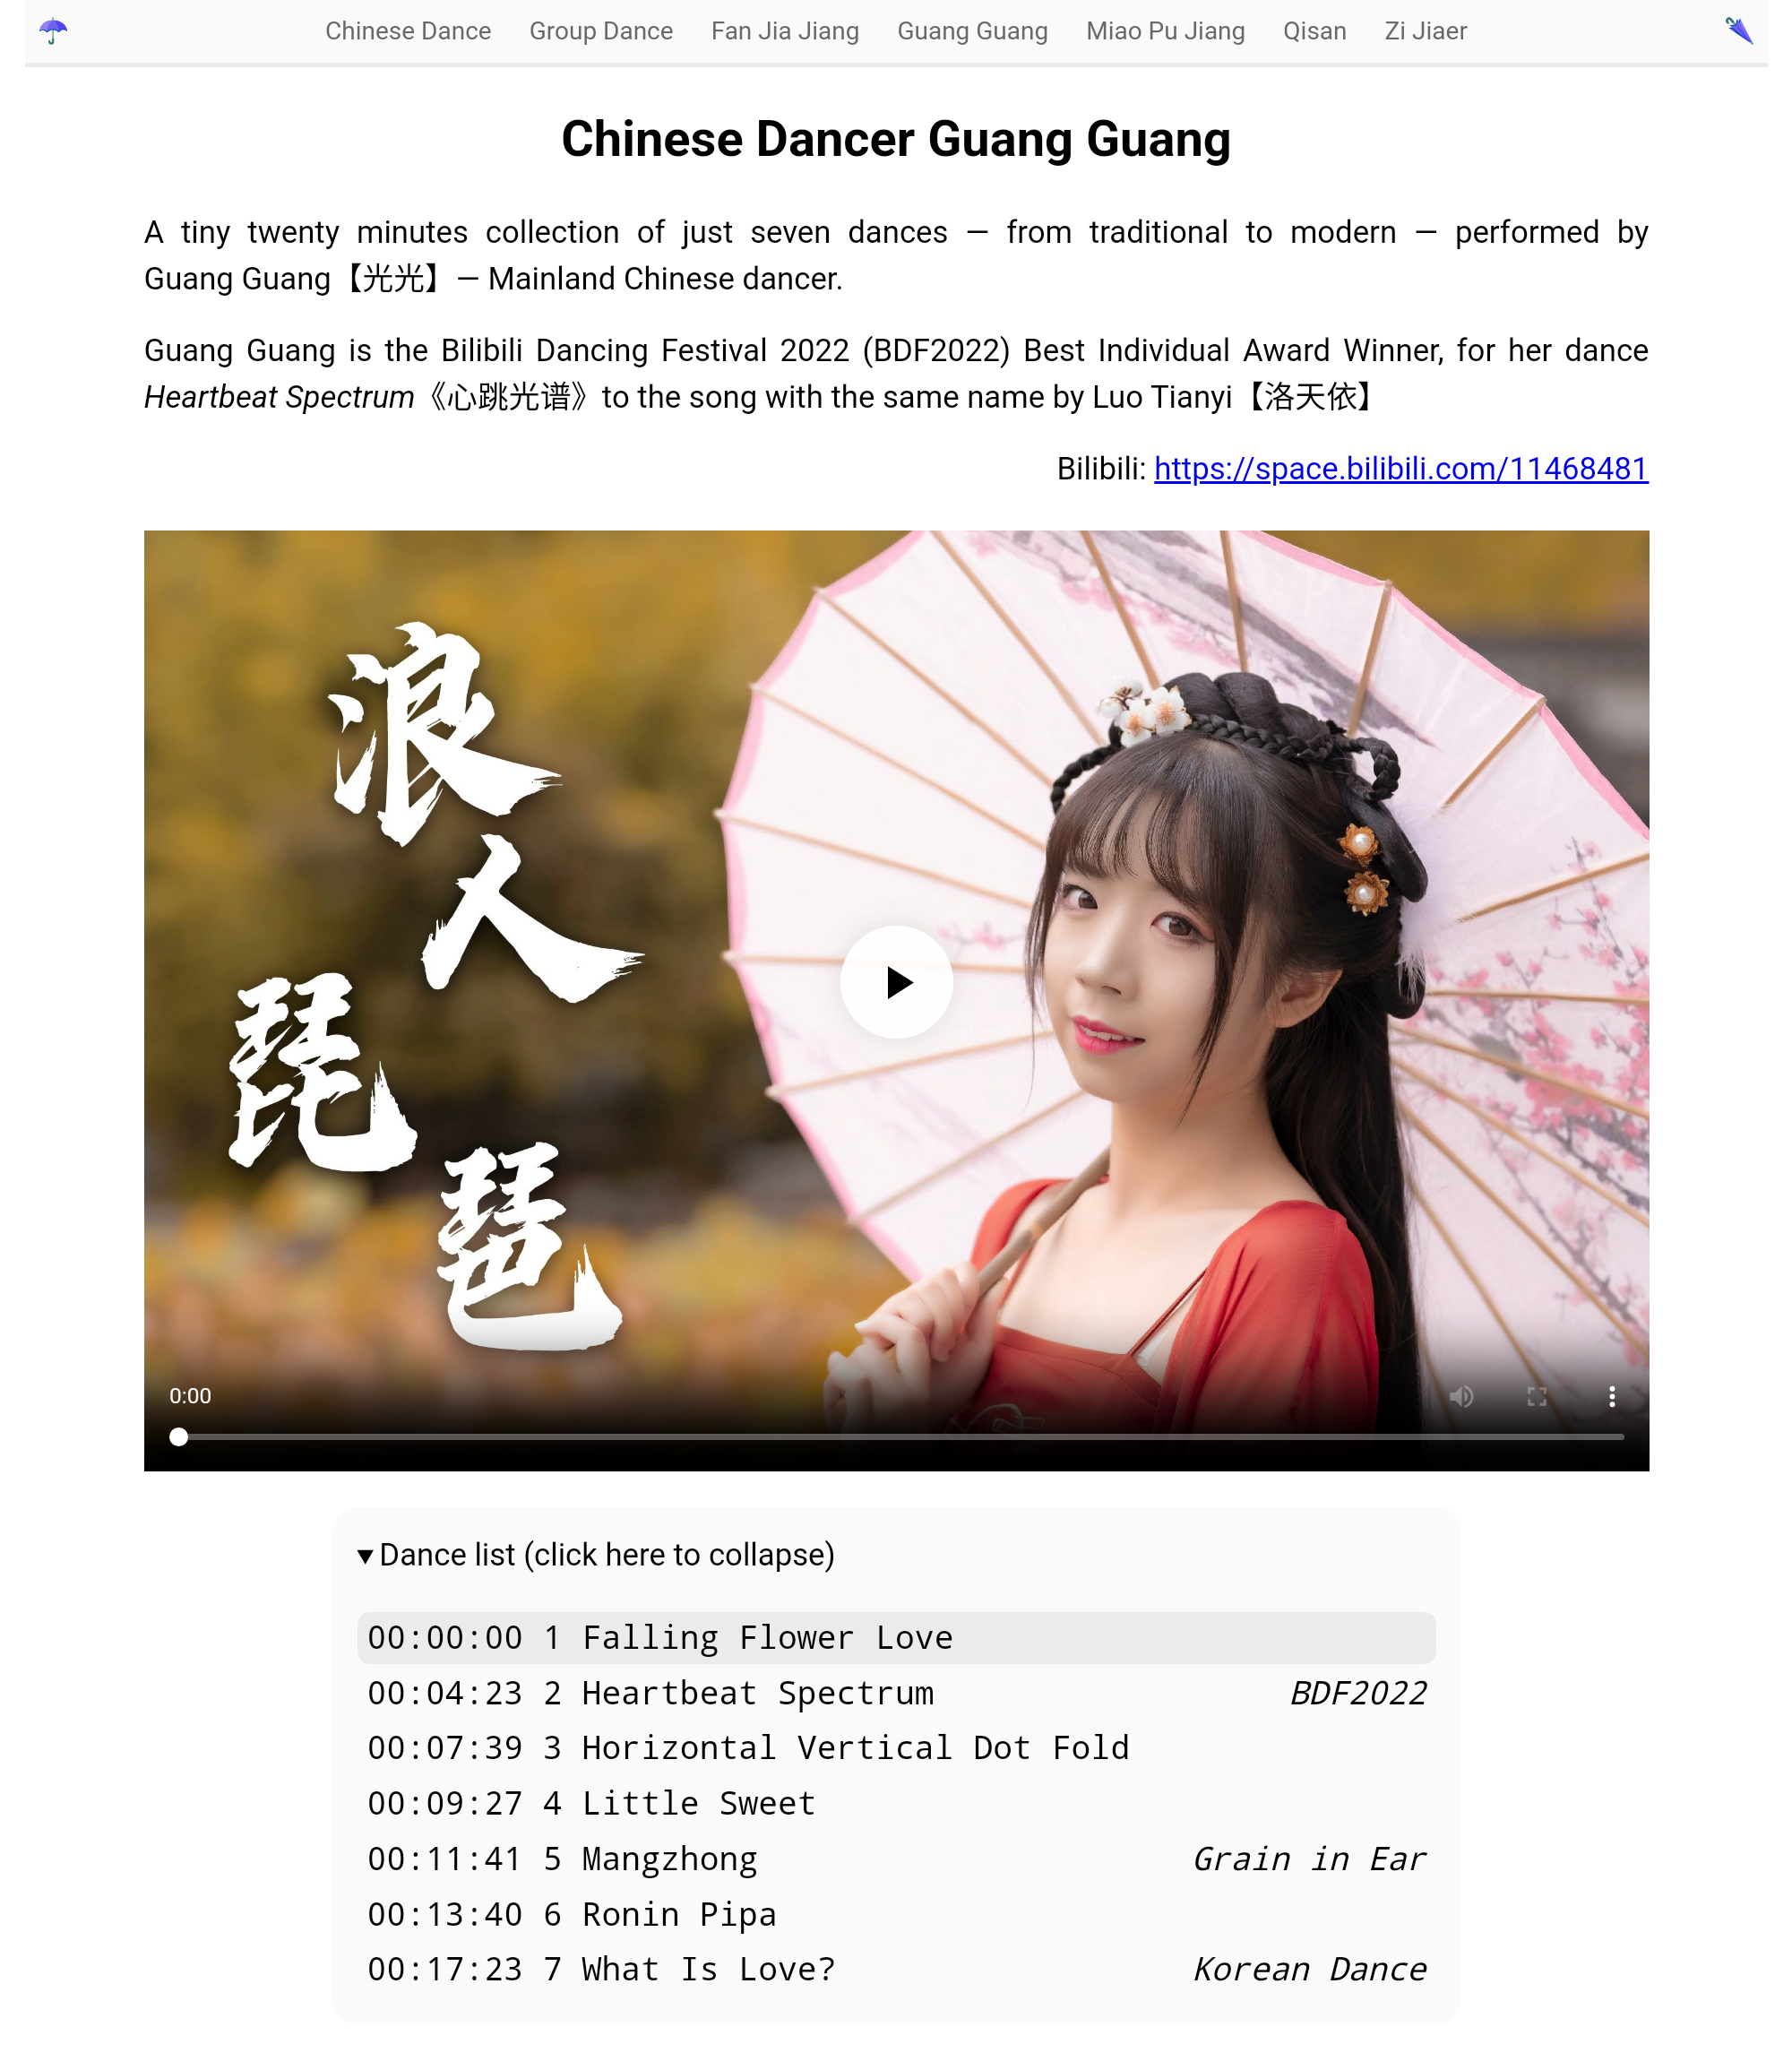 Chinese Dance Group Dance Fan Jia Jiang Guang Guang Miao Pu Jiang Qisan Zi Jiaer
Chinese Dancer Guang Guang
A tiny twenty minutes collection of just seven dances — from traditional to modern — performed by
Guang Guang【光光】— Mainland Chinese dancer.
Guang Guang is the Bilibili Dancing Festival 2022 (BDF2022) Best Individual Award Winner, for her dance
Heartbeat Spectrum《心跳光谱》to the song with the same name by Luo Tianyi【洛天依】
Bilibili: https://space.bilibili.com/11468481
浪
人
琵
琶
0:00
▼ Dance list (click here to collapse)
00:00:00 1 Falling Flower Love
00:04:23 2 Heartbeat Spectrum BDF2022
00:07:39 3 Horizontal Vertical Dot Fold
00:09:27 4 Little Sweet
00:11:41 5 Mangzhong Grain in Ear
00:13:40 6 Ronin Pipa
00:17:23 7 What Is Love? Korean Dance